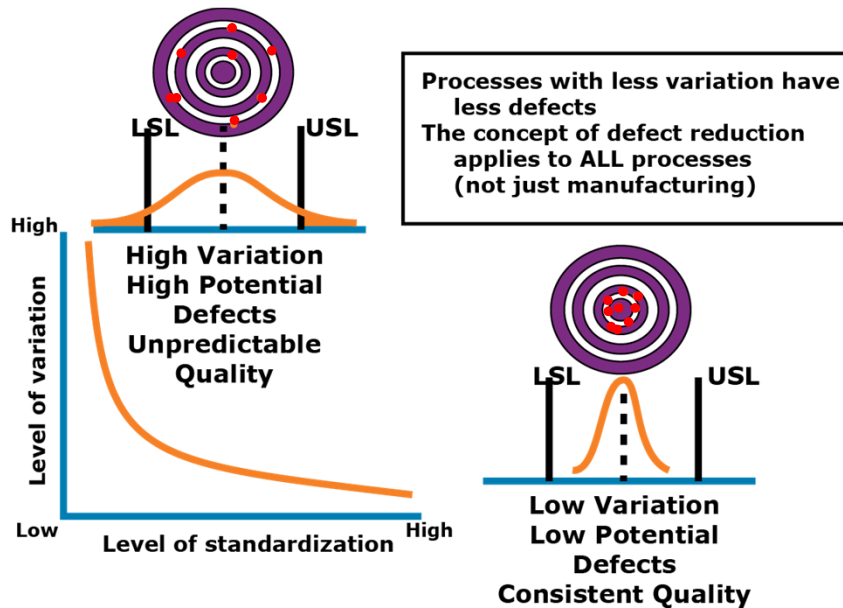 LSL
USL
Processes with less variation have
less defects
The concept of defect reduction
applies to ALL processes
(not just manufacturing)
High
High Variation
High Potential
Defects
Unpredictable
Quality
Level of variation
Low
High
Level of standardization
LSL
USL
Low Variation
Low Potential
Defects
Consistent Quality